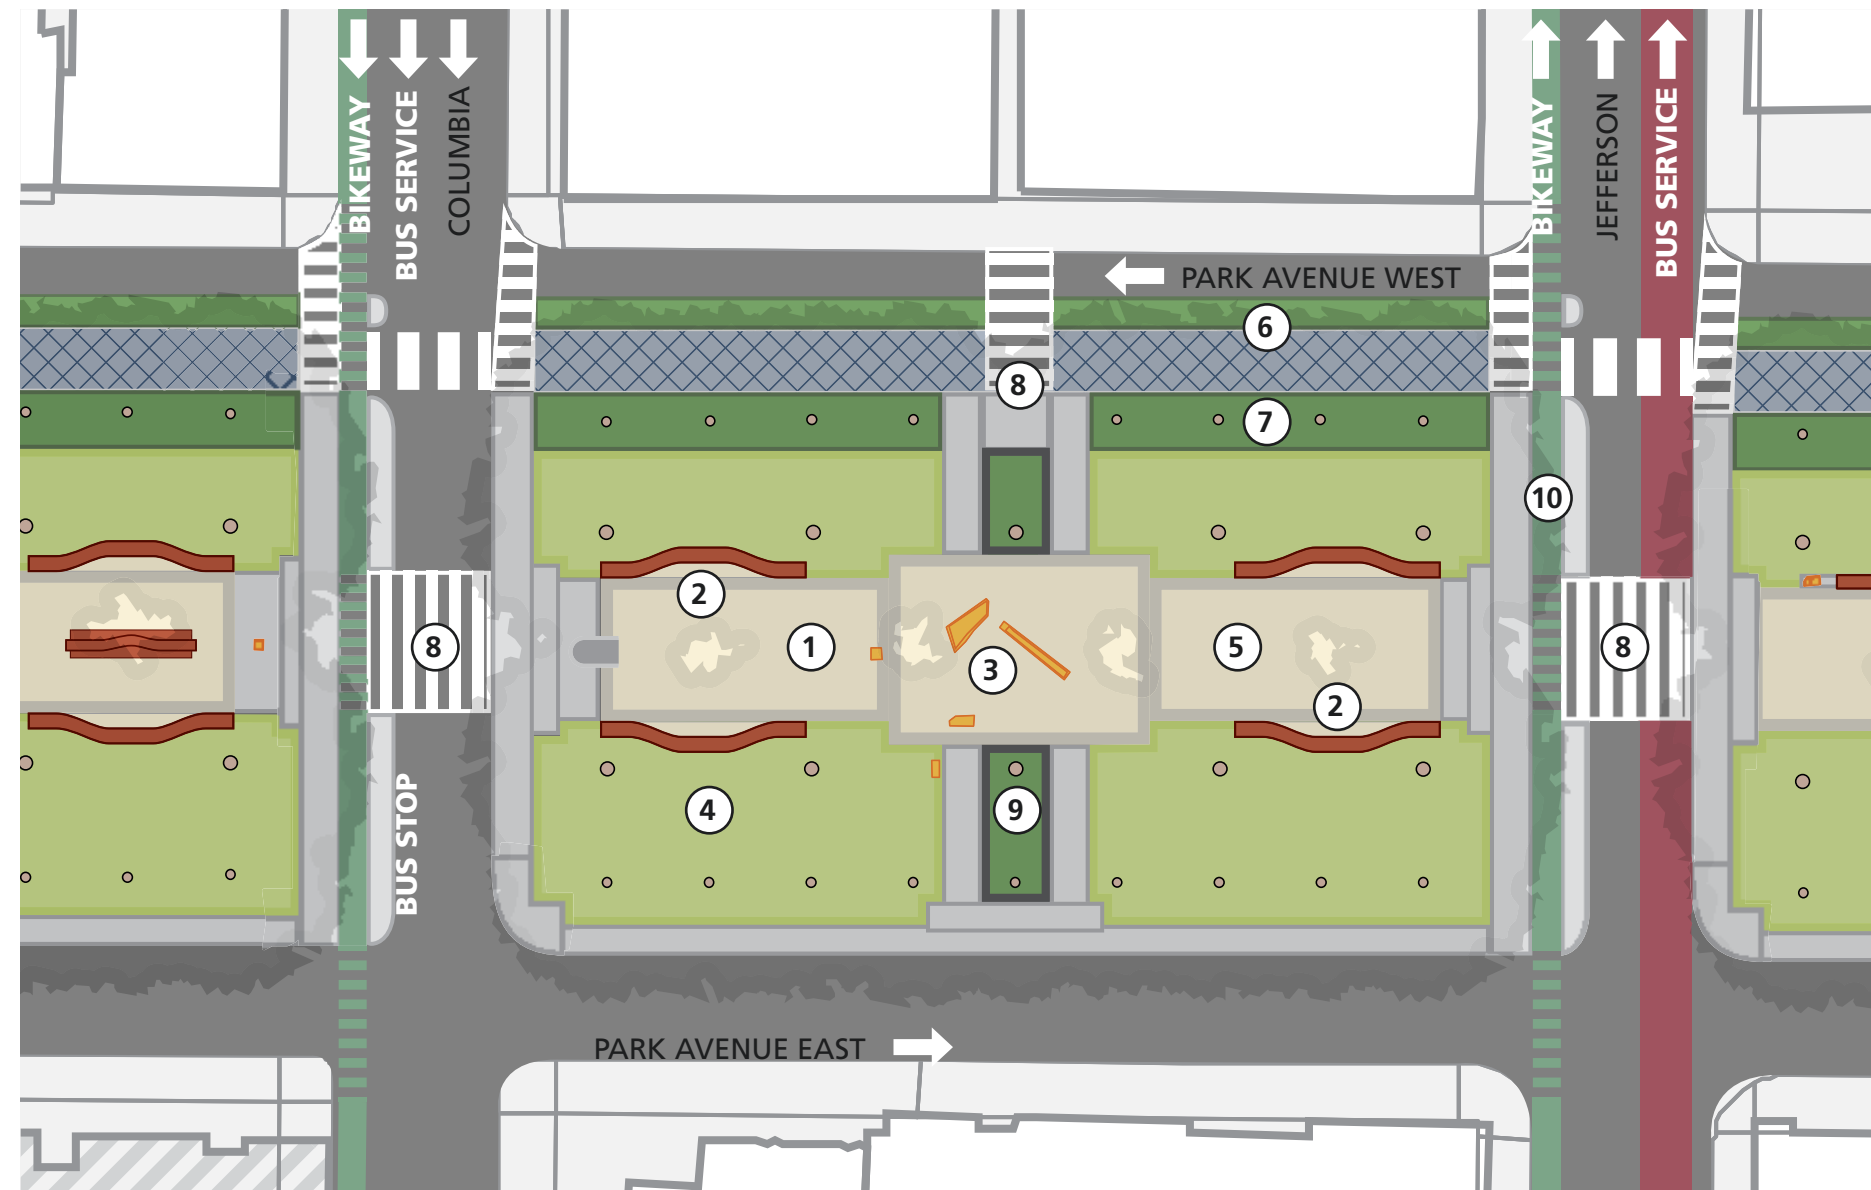 BIKEWAY
BUS SERVICE
COLUMBIA
BIKEWAY
JEFFERSON
BUS SERVICE
PARK AVENUE WEST
6
8
7
10
2
1
3
5
8
8
2
4
9
BUS STOP
PARK AVENUE EAST